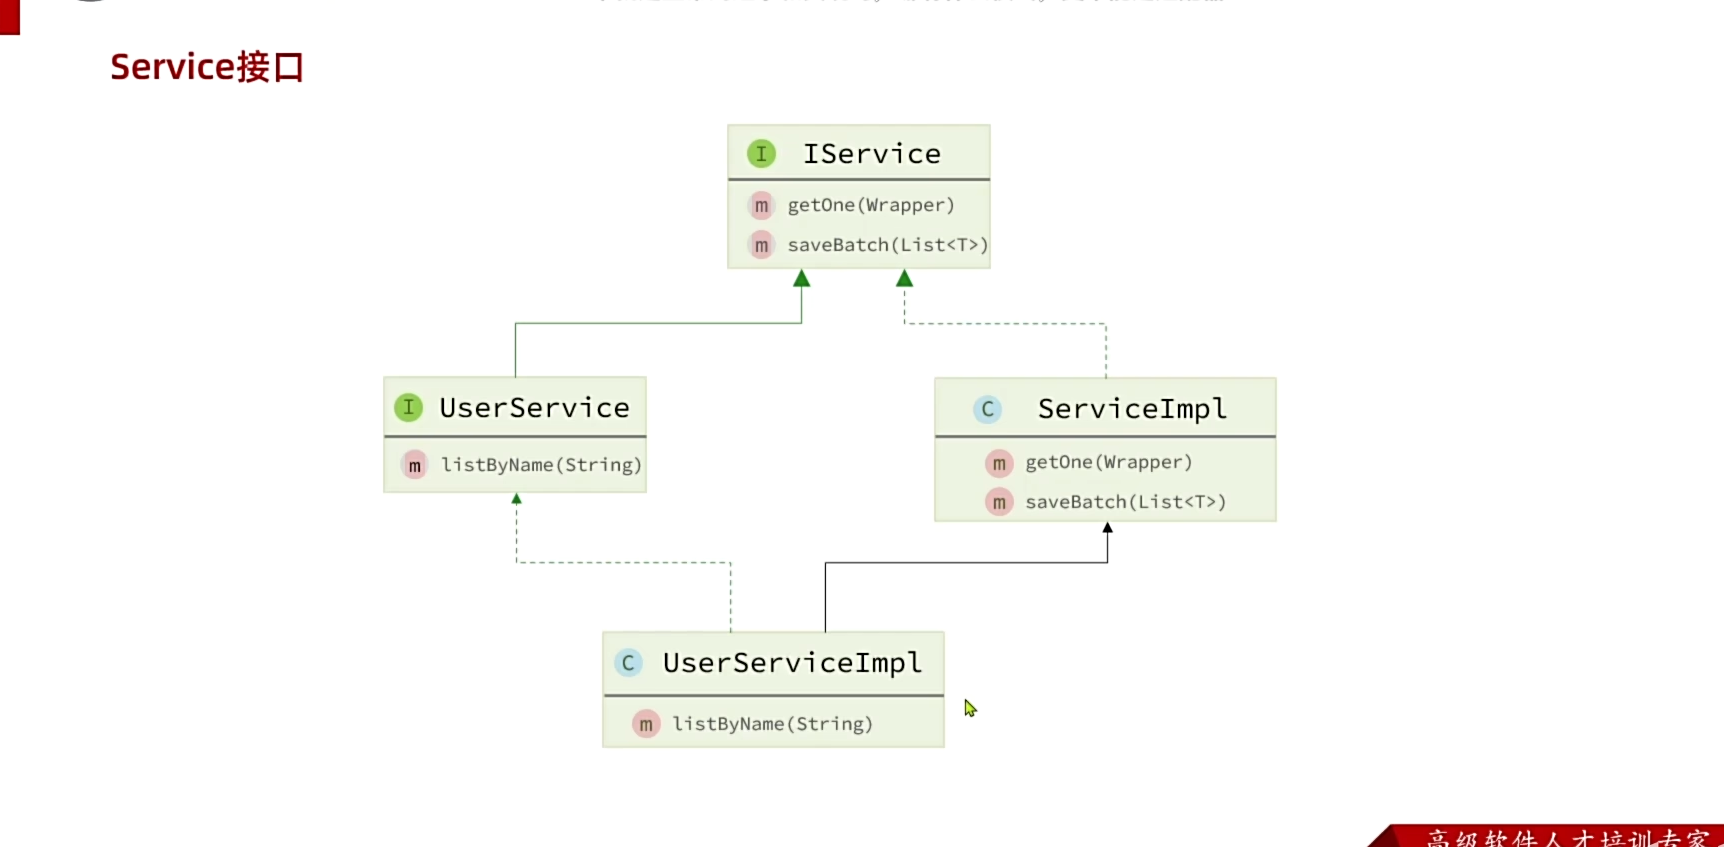 Service接口
I IService
m getOne(Wrapper)
m saveBatch(List<T>)
I UserService
m listByName(String)
C ServiceImpl
m getOne(Wrapper)
m saveBatch(List<T>)
C UserServiceImpl
m listByName(String)
高级软件人才培训专家